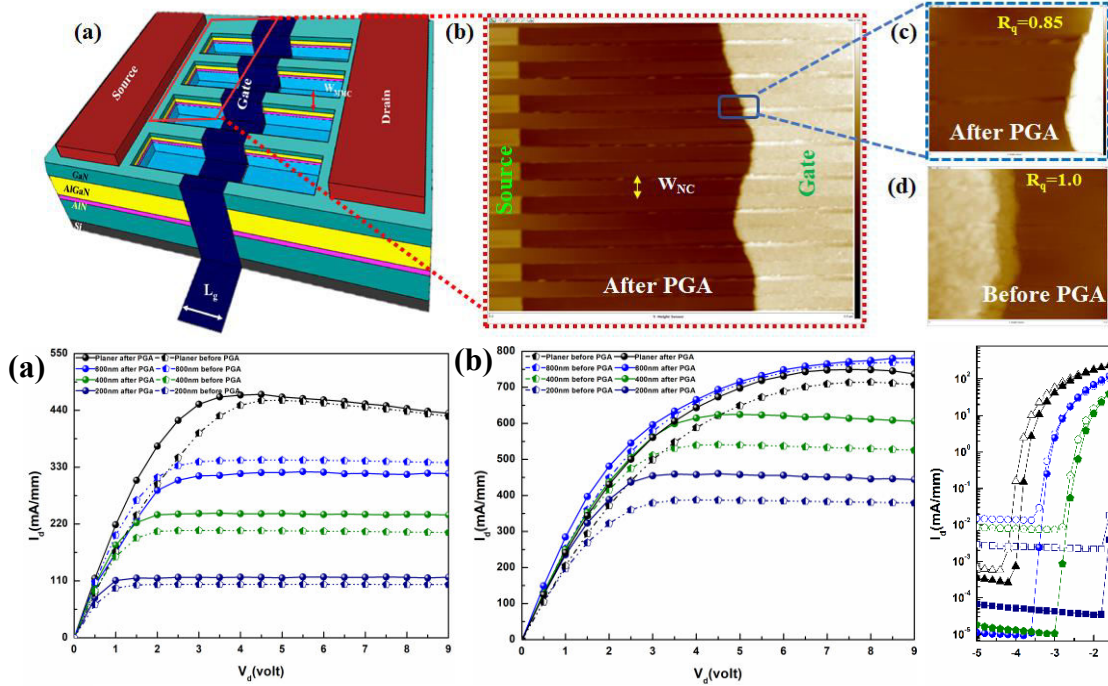 (a)
Source
Gate
W_MNC
Drain
GaN
AlGaN
AlN
Si
L_g
(b)
Source
W_NC
Gate
After PGA
(c)
R_q=0.85
After PGA
(d)
R_q=1.0
Before PGA
(a)
550
440
330
220
110
0
I_d(mA/mm)
Planer after PGA
Planer before PGA
600nm after PGA
600nm before PGA
400nm after PGA
400nm before PGA
200nm after PGa
200nm before PGA
0 1 2 3 4 5 6 7 8 9
V_d(volt)
(b)
800
700
600
500
400
300
200
100
0
I_d(mA/mm)
Planer before PGA
Planer after PGA
600nm before PGA
600nm after PGA
400nm before PGA
400nm after PGA
200nm before PGA
200nm after PGA
0 1 2 3 4 5 6 7 8 9
V_d(volt)
10^2
10^1
10^0
10^-1
10^-2
10^-3
10^-4
10^-5
I_d(mA/mm)
-5 -4 -3 -2